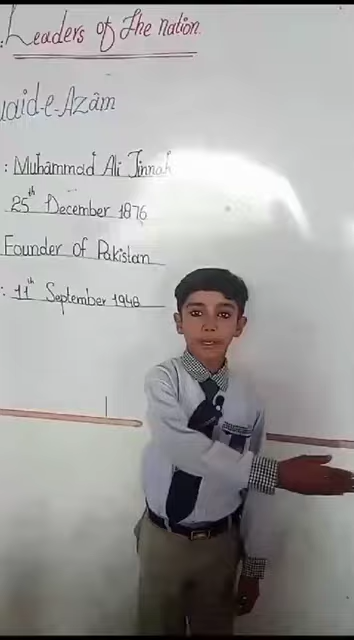 Leaders of The nation.
uaid-e-Azam
: Muhammad Ali Jinnah
25th December 1876
Founder of Pakistan
: 11th September 1948